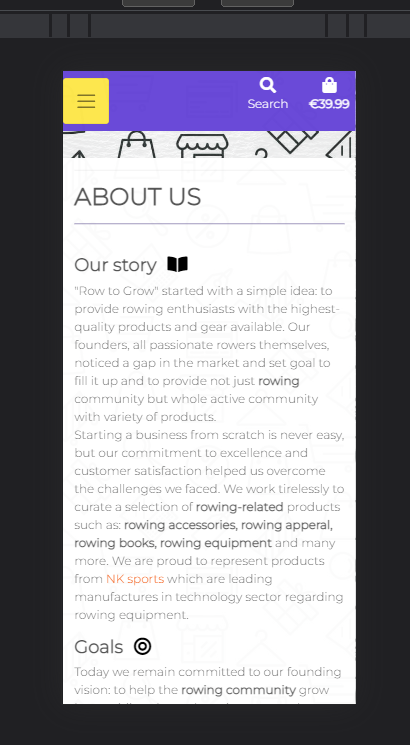 Search
€39.99
ABOUT US
Our story
"Row to Grow" started with a simple idea: to
provide rowing enthusiasts with the highest-
quality products and gear available. Our
founders, all passionate rowers themselves,
noticed a gap in the market and set goal to
fill it up and to provide not just rowing
community but whole active community
with variety of products.
Starting a business from scratch is never easy,
but our commitment to excellence and
customer satisfaction helped us overcome
the challenges we faced. We work tirelessly to
curate a selection of rowing-related products
such as: rowing accessories, rowing apperal,
rowing books, rowing equipment and many
more. We are proud to represent products
from NK sports which are leading
manufactures in technology sector regarding
rowing equipment.
Goals
Today we remain committed to our founding
vision: to help the rowing community grow